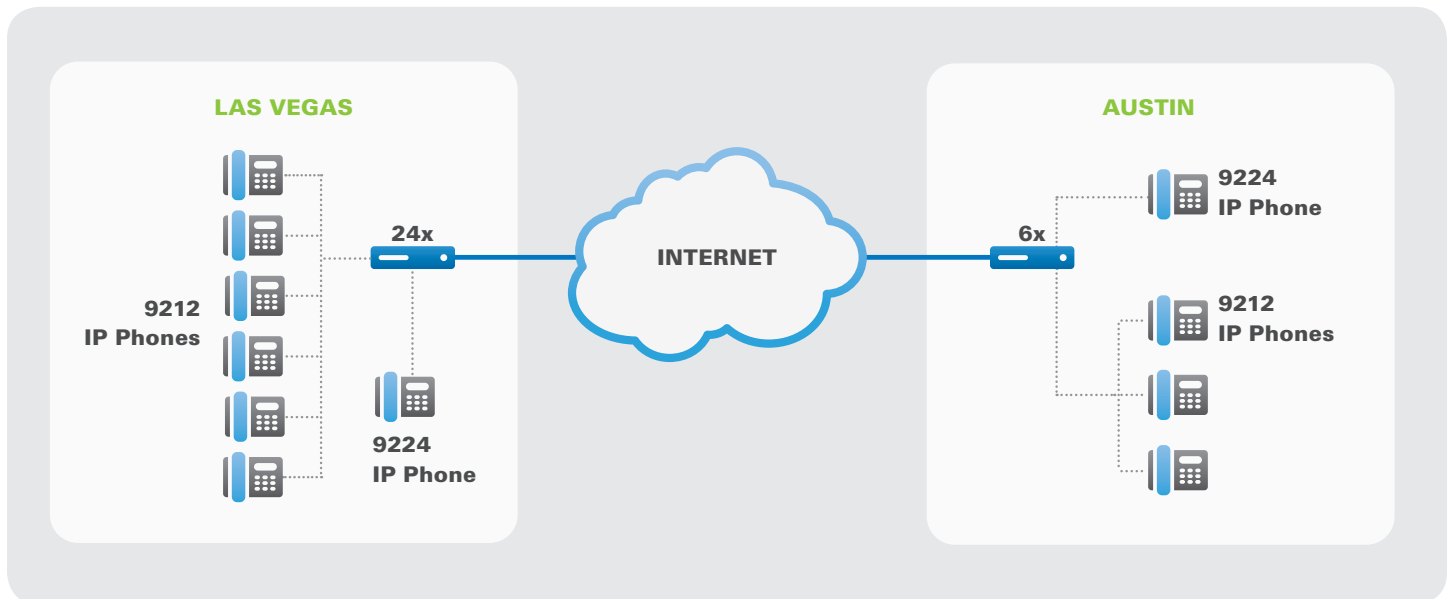 LAS VEGAS
24x
9212
IP Phones
9224
IP Phone
INTERNET
AUSTIN
6x
9224
IP Phone
9212
IP Phones